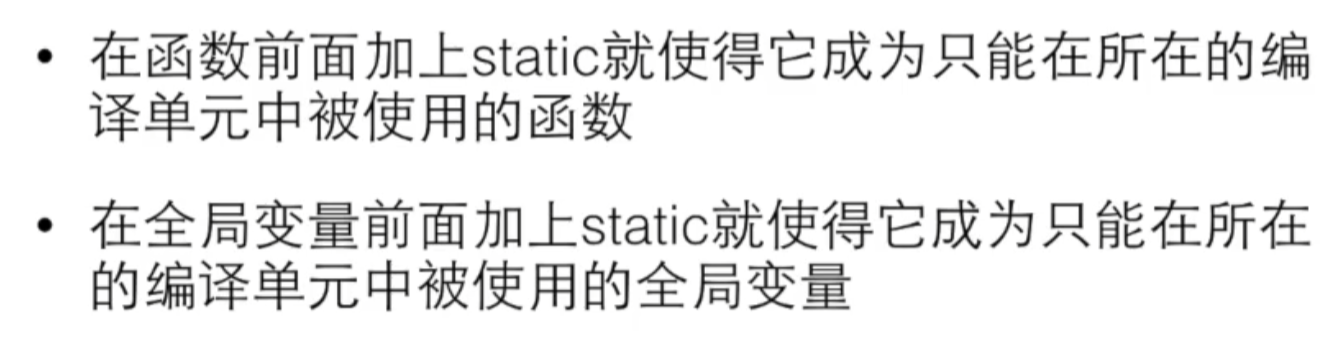 • 在函数前面加上static就使得它成为只能在所在的编
译单元中被使用的函数
• 在全局变量前面加上static就使得它成为只能在所在
的编译单元中被使用的全局变量